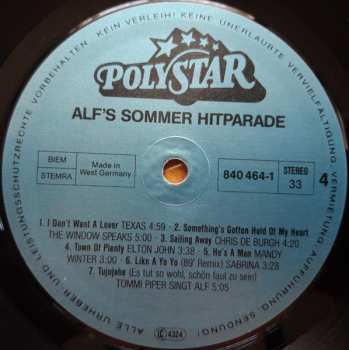 KEIN VERLEIH! KEINE UNERLAUBTE VERVIELFÄLTIGUNG, VERMIETUNG, AUFFÜHRUNG, SENDUNG!
ALLE URHEBER- UND LEISTUNGSSCHUTZRECHTE VORBEHALTEN.
POLYSTAR
ALF'S SOMMER HITPARADE
BIEM
STEMRA
Made in
West Germany
840 464-1
STEREO
33
4
1. I Don't Want A Lover TEXAS 4:59 · 2. Something's Gotten Hold Of My Heart
THE WINDOW SPEAKS 5:00 · 3. Sailing Away CHRIS DE BURGH 4:20
4. Town Of Plenty ELTON JOHN 3:38 · 5. He's A Man MANDY
WINTER 3:00 · 6. Like A Yo Yo (89' Remix) SABRINA 3:28
7. Tujujahe (Es tut so wohl, schön faul zu sein)
TOMMI PIPER SINGT ALF 5:05
LC 4324